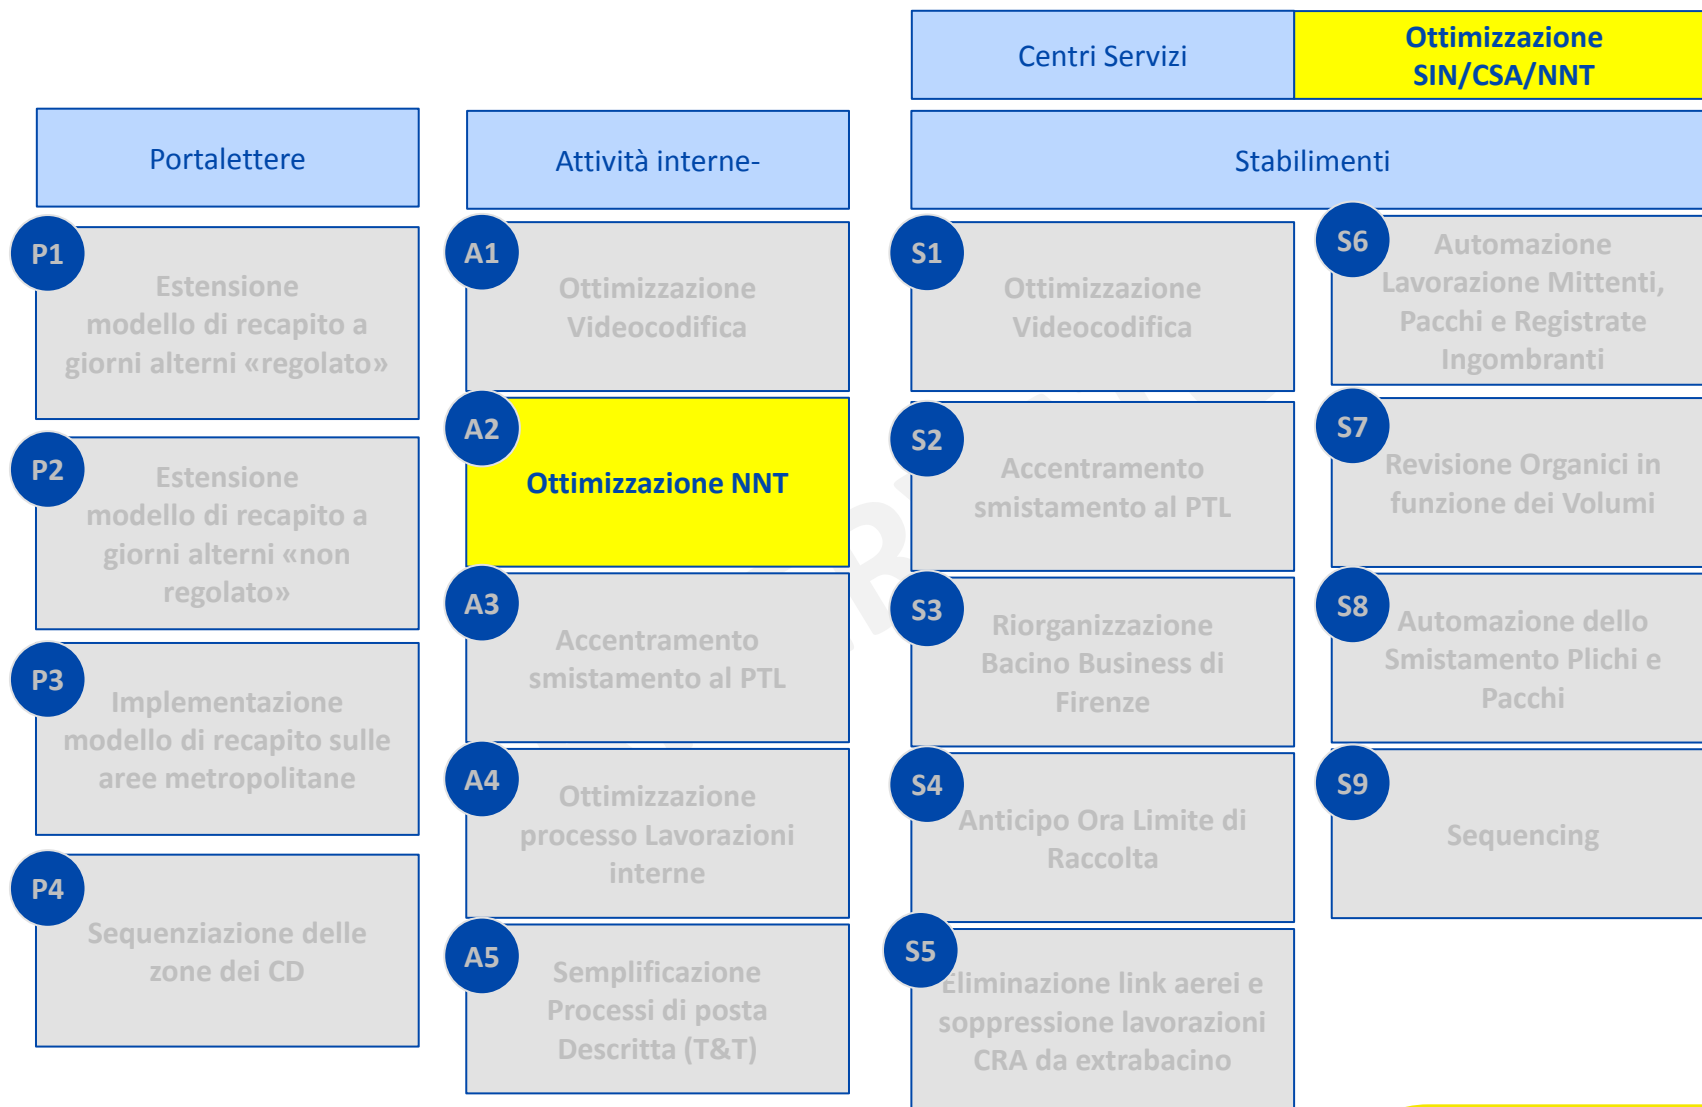 Centri Servizi
Ottimizzazione
SIN/CSA/NNT
Portalettere
Attività interne-
Stabilimenti
P1
Estensione
modello di recapito a
giorni alterni «regolato»
P2
Estensione
modello di recapito a
giorni alterni «non
regolato»
P3
Implementazione
modello di recapito sulle
aree metropolitane
P4
Sequenziazione delle
zone dei CD
A1
Ottimizzazione
Videocodifica
A2
Ottimizzazione NNT
A3
Accentramento
smistamento al PTL
A4
Ottimizzazione
processo Lavorazioni
interne
A5
Semplificazione
Processi di posta
Descritta (T&T)
S1
Ottimizzazione
Videocodifica
S2
Accentramento
smistamento al PTL
S3
Riorganizzazione
Bacino Business di
Firenze
S4
Anticipo Ora Limite di
Raccolta
S5
Eliminazione link aerei e
soppressione lavorazioni
CRA da extrabacino
S6
Automazione
Lavorazione Mittenti,
Pacchi e Registrate
Ingombranti
S7
Revisione Organici in
funzione dei Volumi
S8
Automazione dello
Smistamento Plichi e
Pacchi
S9
Sequencing